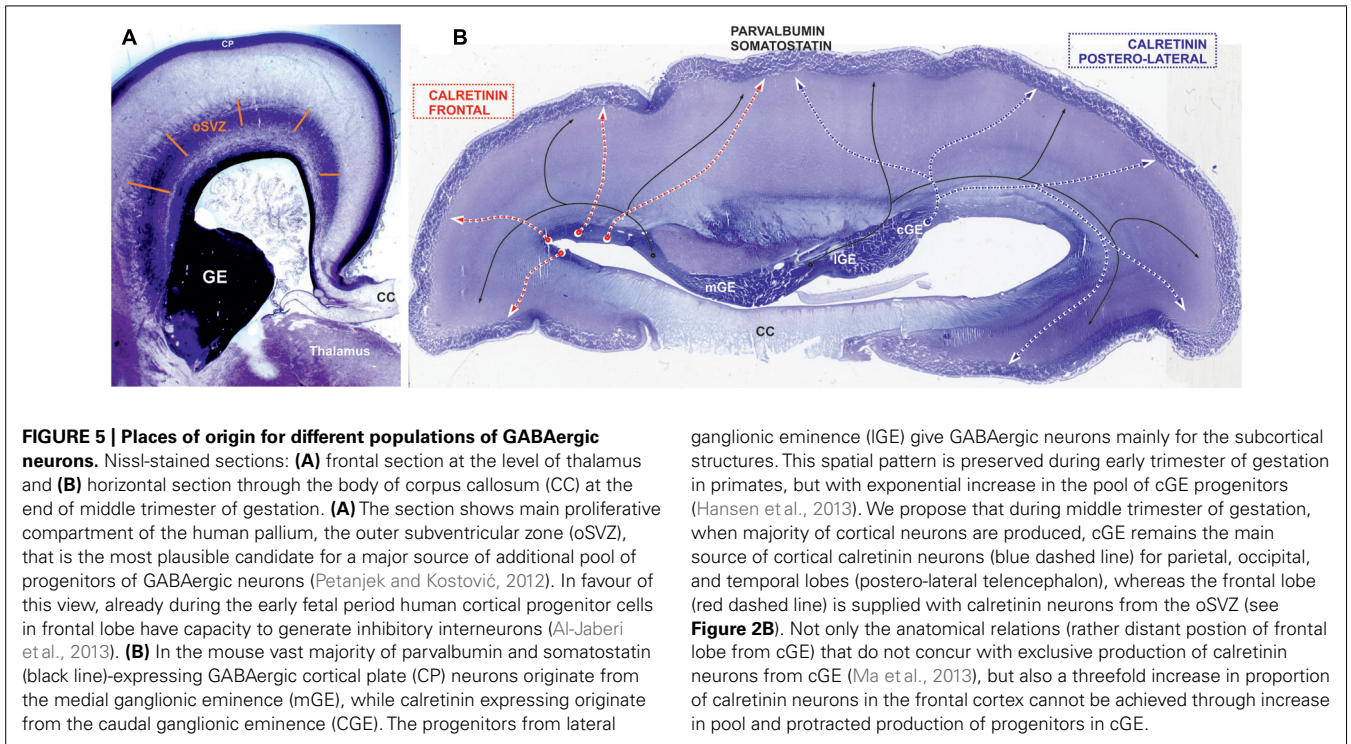 A
CP
oSVZ
GE
CC
Thalamus
B
PARVALBUMIN
SOMATOSTATIN
CALRETININ
POSTERO-LATERAL
CALRETININ
FRONTAL
cGE
lGE
mGE
CC
FIGURE 5 | Places of origin for different populations of GABAergic
neurons. Nissl-stained sections: (A) frontal section at the level of thalamus
and (B) horizontal section through the body of corpus callosum (CC) at the
end of middle trimester of gestation. (A) The section shows main proliferative
compartment of the human pallium, the outer subventricular zone (oSVZ),
that is the most plausible candidate for a major source of additional pool of
progenitors of GABAergic neurons (Petanjek and Kostović, 2012). In favour of
this view, already during the early fetal period human cortical progenitor cells
in frontal lobe have capacity to generate inhibitory interneurons (Al-Jaberi
et al., 2013). (B) In the mouse vast majority of parvalbumin and somatostatin
(black line)-expressing GABAergic cortical plate (CP) neurons originate from
the medial ganglionic eminence (mGE), while calretinin expressing originate
from the caudal ganglionic eminence (CGE). The progenitors from lateral
ganglionic eminence (lGE) give GABAergic neurons mainly for the subcortical
structures. This spatial pattern is preserved during early trimester of gestation
in primates, but with exponential increase in the pool of cGE progenitors
(Hansen et al., 2013). We propose that during middle trimester of gestation,
when majority of cortical neurons are produced, cGE remains the main
source of cortical calretinin neurons (blue dashed line) for parietal, occipital,
and temporal lobes (postero-lateral telencephalon), whereas the frontal lobe
(red dashed line) is supplied with calretinin neurons from the oSVZ (see
Figure 2B). Not only the anatomical relations (rather distant postion of frontal
lobe from cGE) that do not concur with exclusive production of calretinin
neurons from cGE (Ma et al., 2013), but also a threefold increase in proportion
of calretinin neurons in the frontal cortex cannot be achieved through increase
in pool and protracted production of progenitors in cGE.